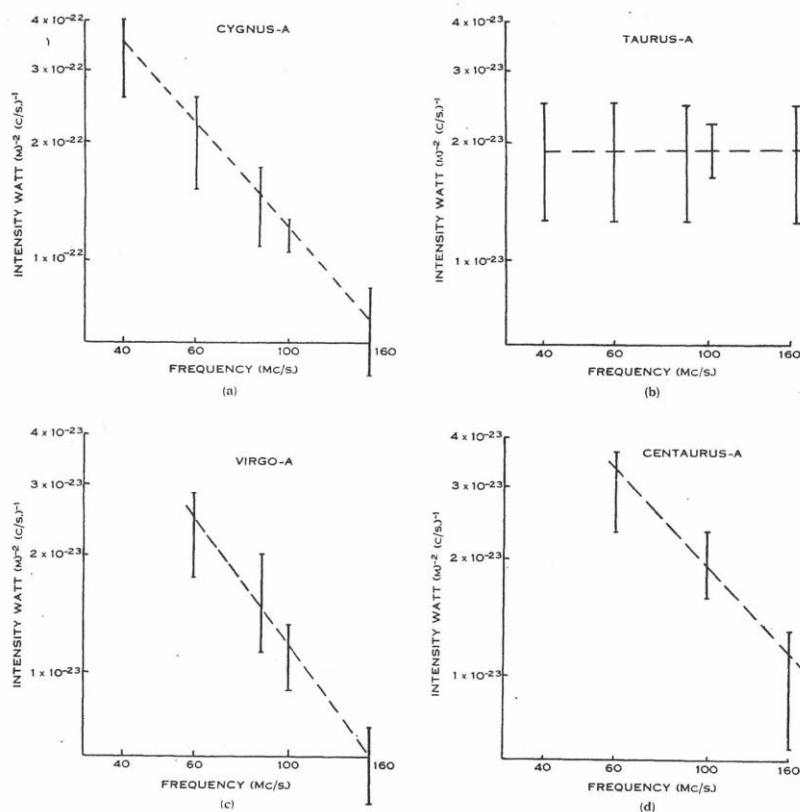 CYGNUS-A
INTENSITY WATT (M)⁻² (C/S.)⁻¹
4 x 10⁻²²
3 x 10⁻²²
2 x 10⁻²²
1 x 10⁻²²
40 60 100 160
FREQUENCY (MC/S.)
(a)
TAURUS-A
INTENSITY WATT (M)⁻² (C/S.)⁻¹
4 x 10⁻²³
3 x 10⁻²³
2 x 10⁻²³
1 x 10⁻²³
40 60 100 160
FREQUENCY (MC/S.)
(b)
VIRGO-A
INTENSITY WATT (M)⁻² (C/S.)⁻¹
4 x 10⁻²³
3 x 10⁻²³
2 x 10⁻²³
1 x 10⁻²³
40 60 100 160
FREQUENCY (MC/S.)
(c)
CENTAURUS-A
INTENSITY WATT (M)⁻² (C/S.)⁻¹
4 x 10⁻²³
3 x 10⁻²³
2 x 10⁻²³
1 x 10⁻²³
40 60 100 160
FREQUENCY (MC/S.)
(d)